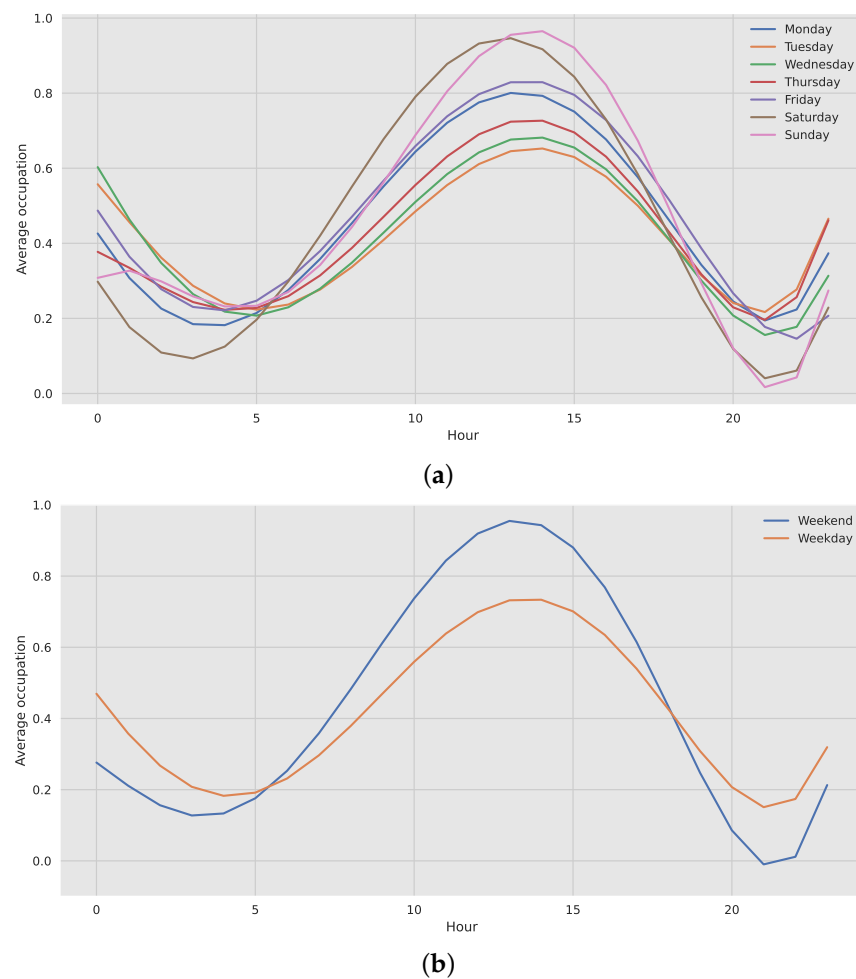 1.0
0.8
0.6
0.4
0.2
0.0
Average occupation
Monday
Tuesday
Wednesday
Thursday
Friday
Saturday
Sunday
0 5 10 15 20
Hour
(a)
1.0
0.8
0.6
0.4
0.2
0.0
Average occupation
Weekend
Weekday
0 5 10 15 20
Hour
(b)